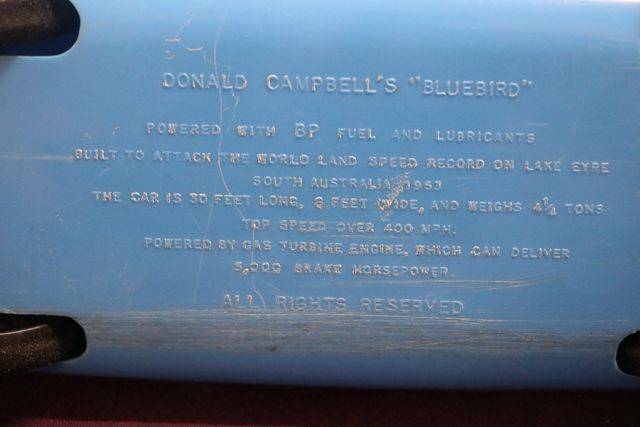 DONALD CAMPBELL'S "BLUEBIRD"
POWERED WITH BP FUEL AND LUBRICANTS
BUILT TO ATTACK THE WORLD LAND SPEED RECORD ON LAKE EYRE
SOUTH AUSTRALIA 1963
THE CAR IS 30 FEET LONG, 8 FEET WIDE, AND WEIGHS 4¼ TONS
TOP SPEED OVER 400 MPH.
POWERED BY GAS TURBINE ENGINE, WHICH CAN DELIVER
5,000 BRAKE HORSEPOWER.
ALL RIGHTS RESERVED